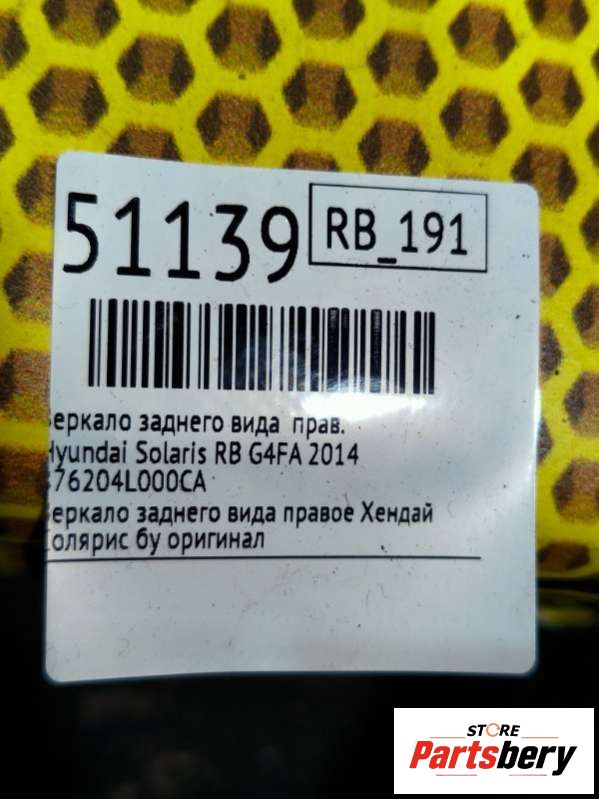 51139
RB_191
еркало заднего вида прав.
Hyundai Solaris RB G4FA 2014
876204L000CA
еркало заднего вида правое Хендай
Солярис бу оригинал
STORE
Partsbery